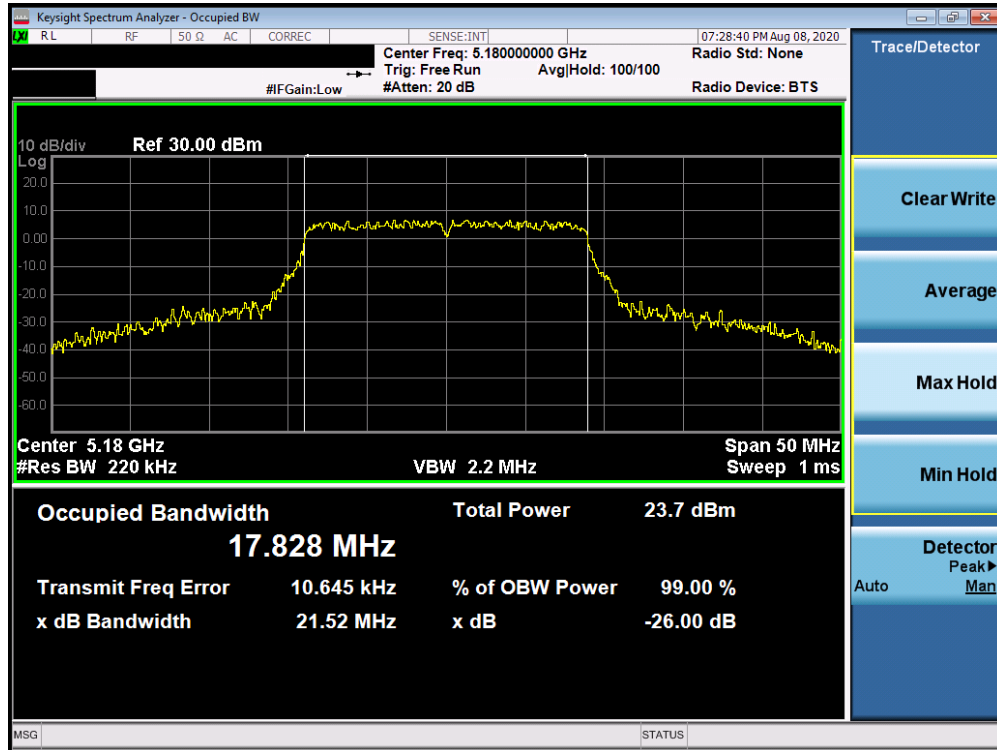 Keysight Spectrum Analyzer - Occupied BW
LXI RL RF 50 Ω AC CORREC SENSE:INT 07:28:40 PM Aug 08, 2020
Center Freq: 5.180000000 GHz Radio Std: None
Trig: Free Run Avg|Hold: 100/100
#IFGain:Low #Atten: 20 dB Radio Device: BTS
10 dB/div Ref 30.00 dBm
Log
20.0
10.0
0.00
-10.0
-20.0
-30.0
-40.0
-50.0
-60.0
Center 5.18 GHz Span 50 MHz
#Res BW 220 kHz VBW 2.2 MHz Sweep 1 ms
Occupied Bandwidth Total Power 23.7 dBm
17.828 MHz
Transmit Freq Error 10.645 kHz % of OBW Power 99.00 %
x dB Bandwidth 21.52 MHz x dB -26.00 dB
MSG STATUS
Trace/Detector
Clear Write
Average
Max Hold
Min Hold
Detector
Peak▶
Auto Man